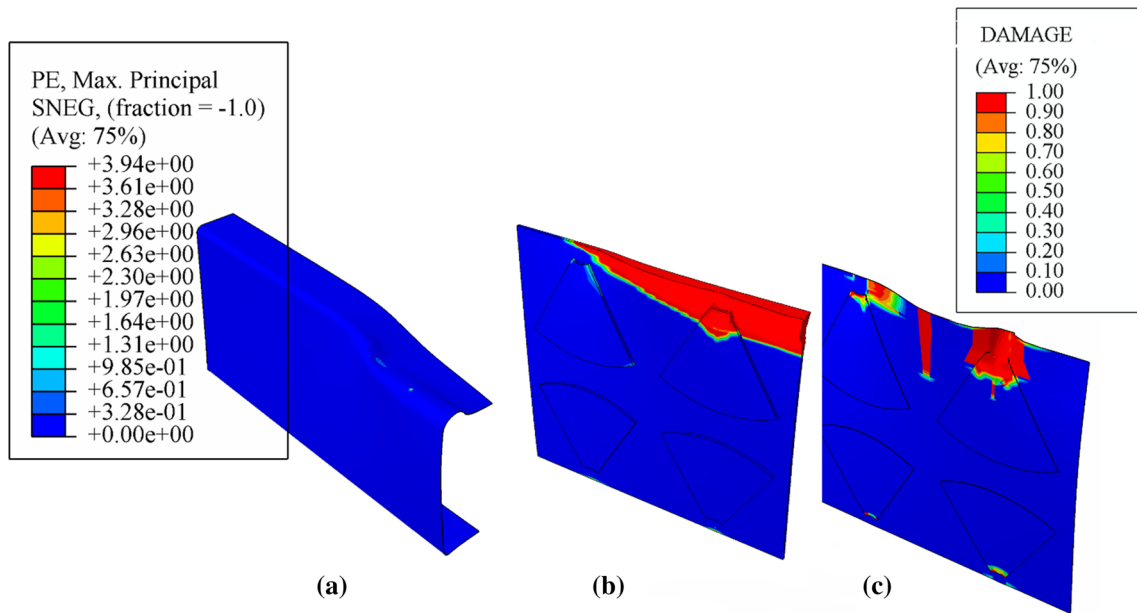 PE, Max. Principal
SNEG, (fraction = -1.0)
(Avg: 75%)
+3.94e+00
+3.61e+00
+3.28e+00
+2.96e+00
+2.63e+00
+2.30e+00
+1.97e+00
+1.64e+00
+1.31e+00
+9.85e-01
+6.57e-01
+3.28e-01
+0.00e+00
DAMAGE
(Avg: 75%)
1.00
0.90
0.80
0.70
0.60
0.50
0.40
0.30
0.20
0.10
0.00
(a)
(b)
(c)